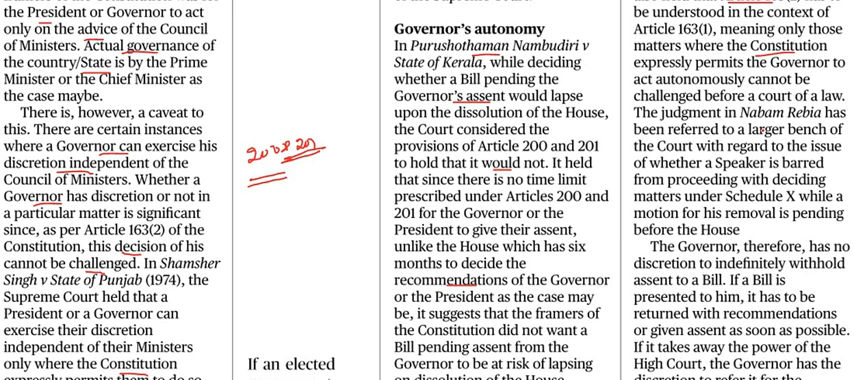 the President or Governor to act
only on the advice of the Council
of Ministers. Actual governance of
the country/State is by the Prime
Minister or the Chief Minister as
the case maybe.
There is, however, a caveat to
this. There are certain instances
where a Governor can exercise his
discretion independent of the
Council of Ministers. Whether a
Governor has discretion or not in
a particular matter is significant
since, as per Article 163(2) of the
Constitution, this decision of his
cannot be challenged. In Shamsher
Singh v State of Punjab (1974), the
Supreme Court held that a
President or a Governor can
exercise their discretion
independent of their Ministers
only where the Constitution
expressly permits them to do so
If an elected
Governor's autonomy
In Purushothaman Nambudiri v
State of Kerala, while deciding
whether a Bill pending the
Governor's assent would lapse
upon the dissolution of the House,
the Court considered the
provisions of Article 200 and 201
to hold that it would not. It held
that since there is no time limit
prescribed under Articles 200 and
201 for the Governor or the
President to give their assent,
unlike the House which has six
months to decide the
recommendations of the Governor
or the President as the case may
be, it suggests that the framers of
the Constitution did not want a
Bill pending assent from the
Governor to be at risk of lapsing
on dissolution of the House
be understood in the context of
Article 163(1), meaning only those
matters where the Constitution
expressly permits the Governor to
act autonomously cannot be
challenged before a court of law.
The judgment in Nabam Rebia has
been referred to a larger bench of
the Court with regard to the issue
of whether a Speaker is barred
from proceeding with deciding
matters under Schedule X while a
motion for his removal is pending
before the House
The Governor, therefore, has no
discretion to indefinitely withhold
assent to a Bill. If a Bill is
presented to him, it has to be
returned with recommendations
or given assent as soon as possible.
If it takes away the power of the
High Court, the Governor has the
discretion to refer it for the